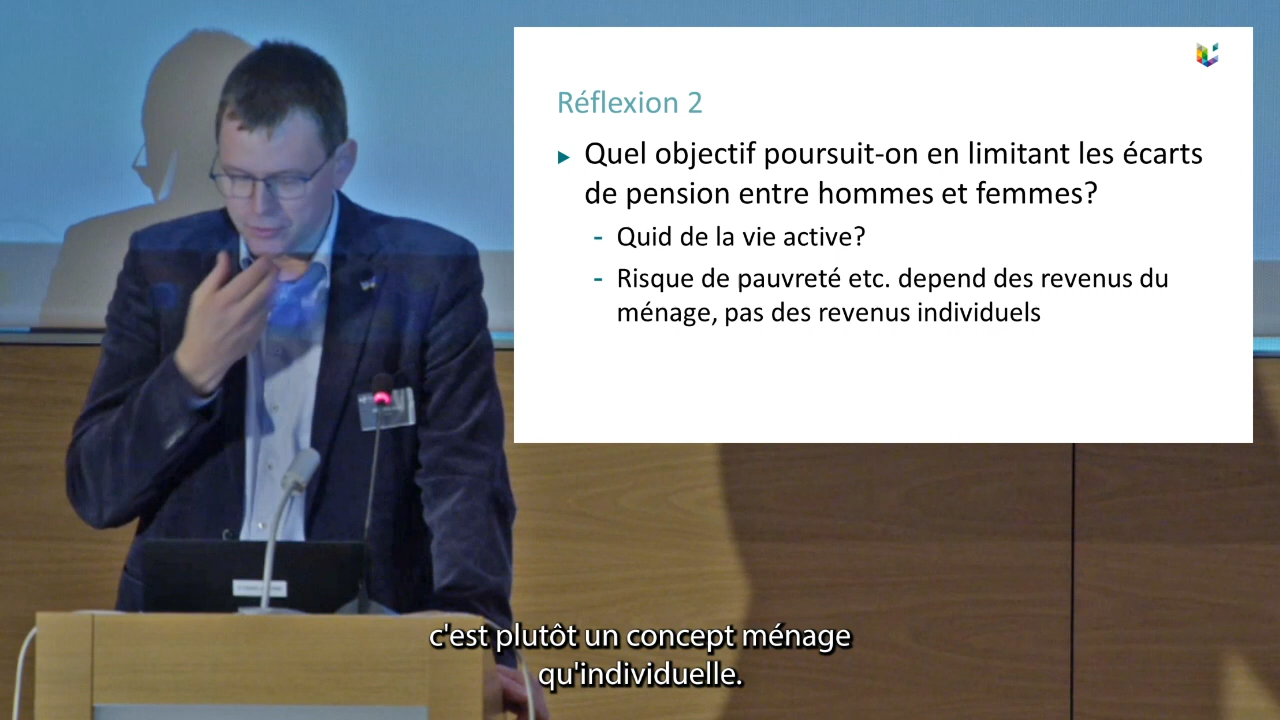 Réflexion 2
Quel objectif poursuit-on en limitant les écarts
de pension entre hommes et femmes?
- Quid de la vie active?
- Risque de pauvreté etc. depend des revenus du
ménage, pas des revenus individuels
c'est plutôt un concept ménage
qu'individuelle.